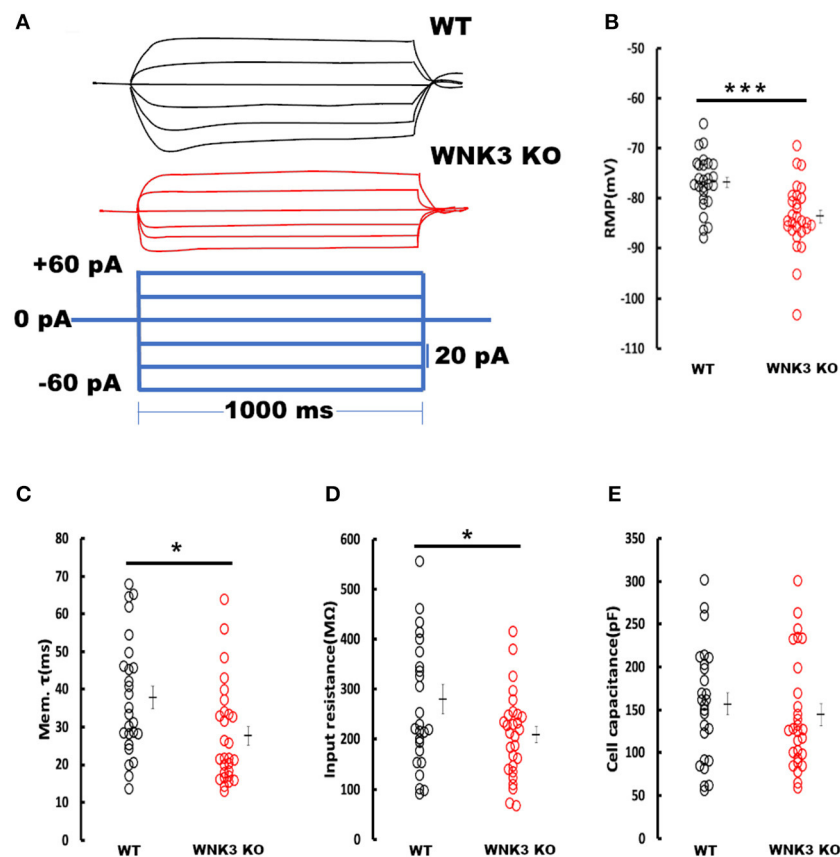 A
WT
WNK3 KO
+60 pA
0 pA
-60 pA
20 pA
1000 ms
B
-50
-60
-70
-80
-90
-100
-110
RMP(mV)
***
WT
WNK3 KO
C
80
70
60
50
40
30
20
10
0
Mem. τ(ms)
*
WT
WNK3 KO
D
600
500
400
300
200
100
0
Input resistance(MΩ)
*
WT
WNK3 KO
E
350
300
250
200
150
100
50
0
Cell capacitance(pF)
WT
WNK3 KO